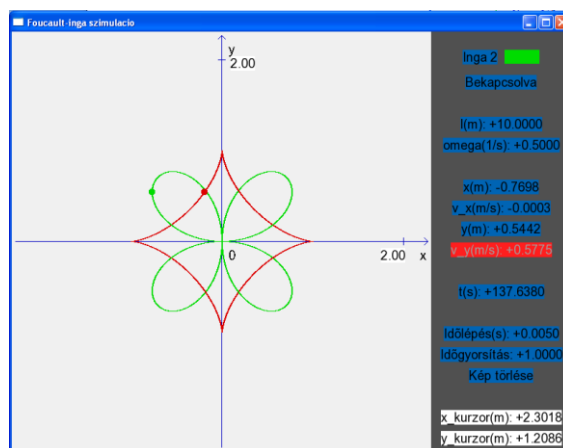 Foucault-inga szimulacio
y
2.00
0
2.00
x
Inga 2
Bekapcsolva
l(m): +10.0000
omega(1/s): +0.5000
x(m): -0.7698
v_x(m/s): -0.0003
y(m): +0.5442
v_y(m/s): +0.5775
t(s): +137.6380
Időlépés(s): +0.0050
Időgyorsítás: +1.0000
Kép törlése
x_kurzor(m): +2.3018
y_kurzor(m): +1.2086